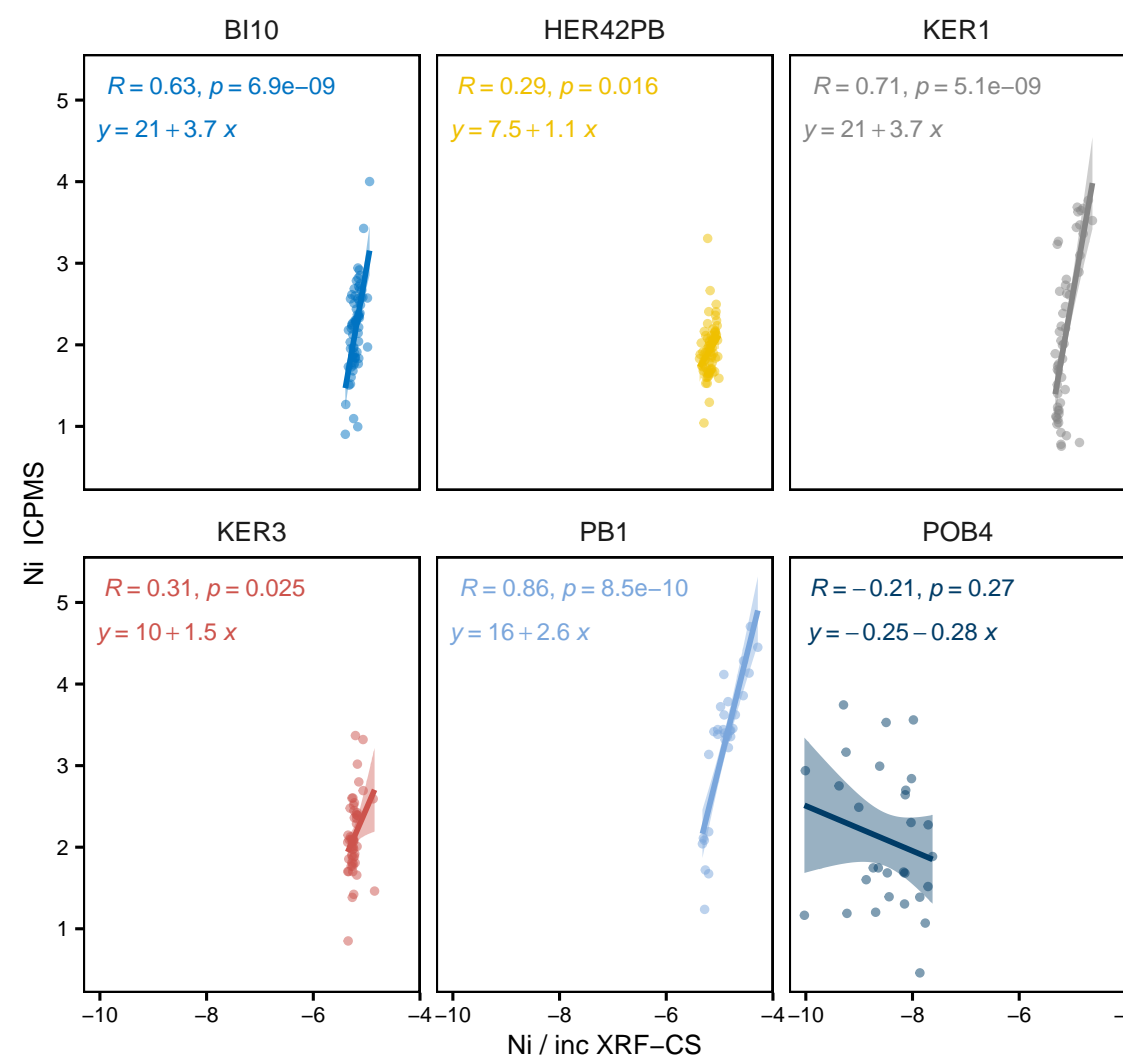 BI10 HER42PB KER1
R = 0.63, p = 6.9e−09 R = 0.29, p = 0.016 R = 0.71, p = 5.1e−09
y = 21 + 3.7 x y = 7.5 + 1.1 x y = 21 + 3.7 x
5
4
3
2
1
Ni ICPMS
KER3 PB1 POB4
R = 0.31, p = 0.025 R = 0.86, p = 8.5e−10 R = −0.21, p = 0.27
y = 10 + 1.5 x y = 16 + 2.6 x y = −0.25 − 0.28 x
5
4
3
2
1
−10 −8 −6 −4 −10 −8 −6 −4 −10 −8 −6
Ni / inc XRF−CS